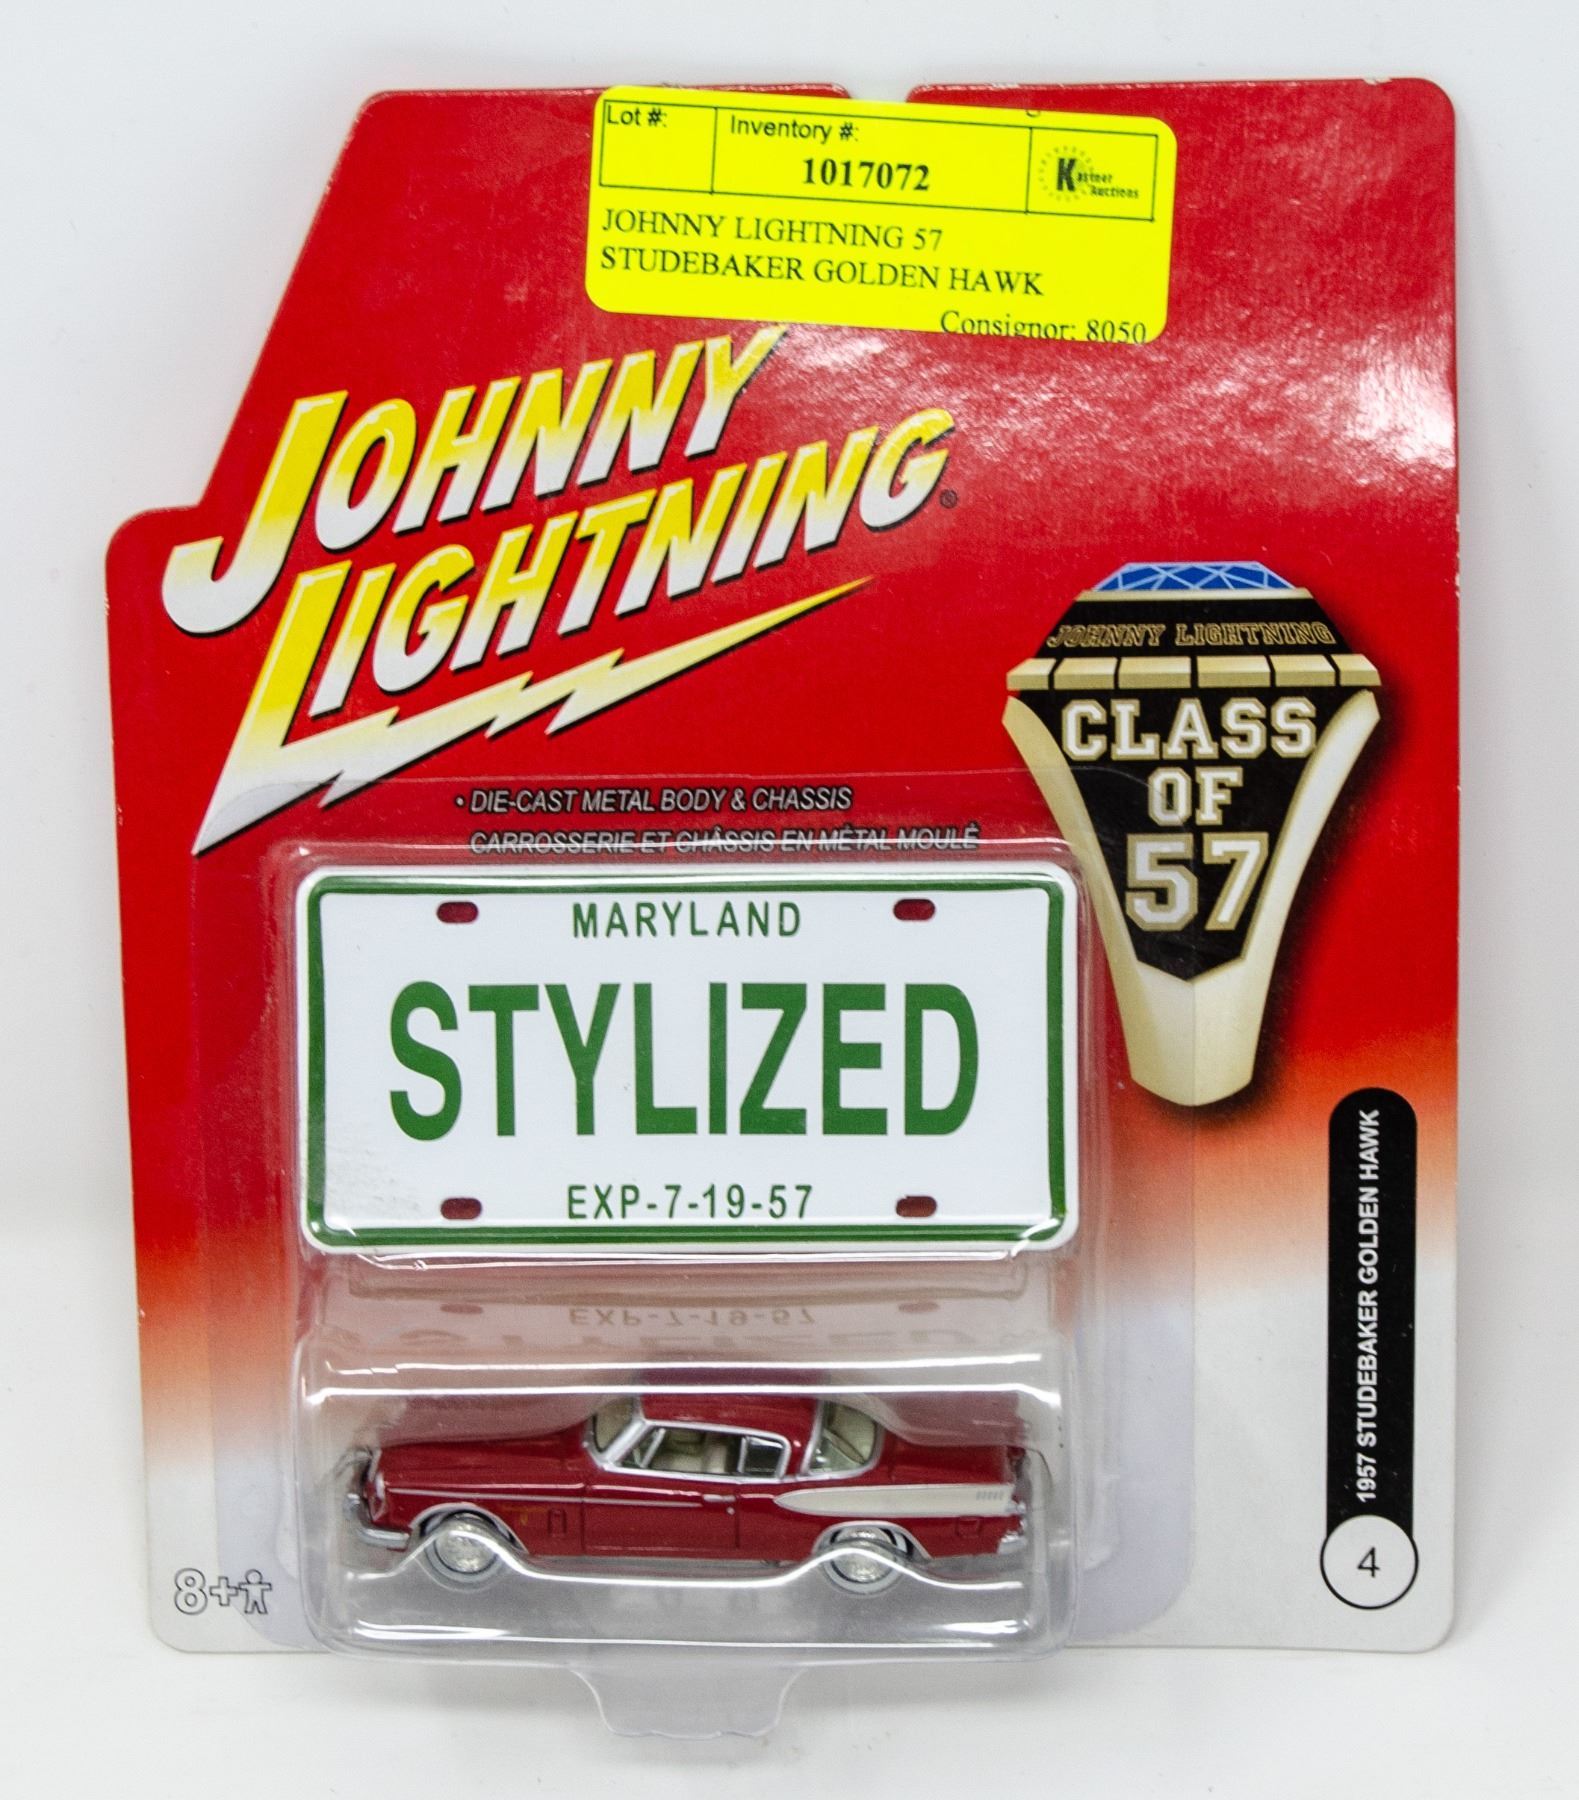 Lot #:
Inventory #:
1017072
Kastner
Auctions
JOHNNY LIGHTNING 57
STUDEBAKER GOLDEN HAWK
Consignor: 8050
JOHNNY
LIGHTNING®
• DIE-CAST METAL BODY & CHASSIS
CARROSSERIE ET CHÂSSIS EN MÉTAL MOULÉ
JOHNNY LIGHTNING
CLASS
OF
57
MARYLAND
STYLIZED
EXP-7-19-57
1957 STUDEBAKER GOLDEN HAWK
4
8+